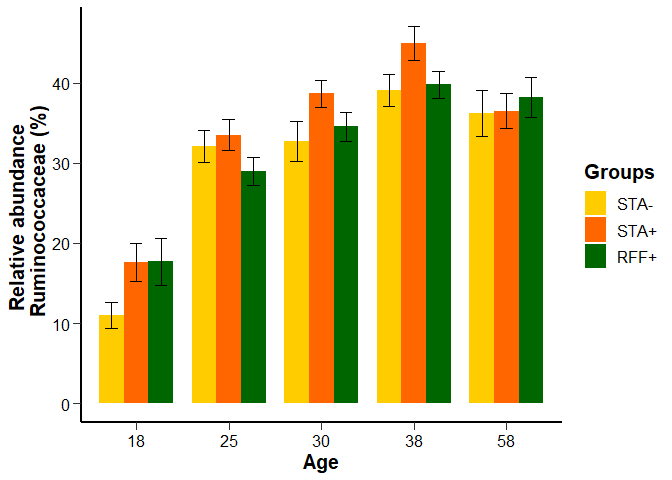 Relative abundance
Ruminococcaceae (%)
40
30
20
10
0
18 25 30 38 58
Age
Groups
STA-
STA+
RFF+